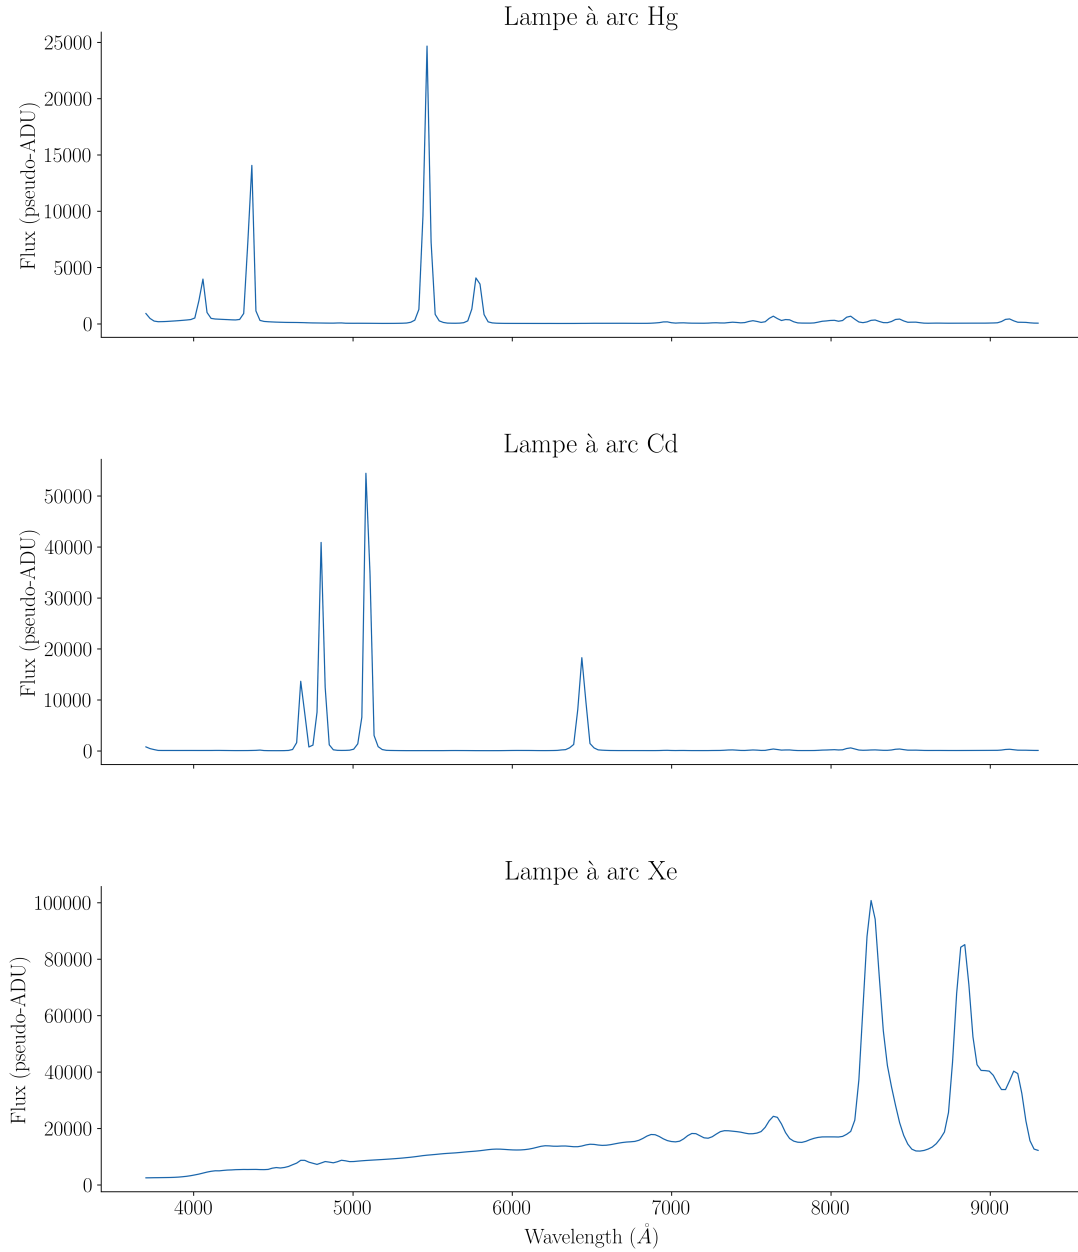 Lampe à arc Hg
25000
20000
15000
10000
5000
0
Flux (pseudo-ADU)
Lampe à arc Cd
50000
40000
30000
20000
10000
0
Flux (pseudo-ADU)
Lampe à arc Xe
100000
80000
60000
40000
20000
0
Flux (pseudo-ADU)
4000 5000 6000 7000 8000 9000
Wavelength (Å)